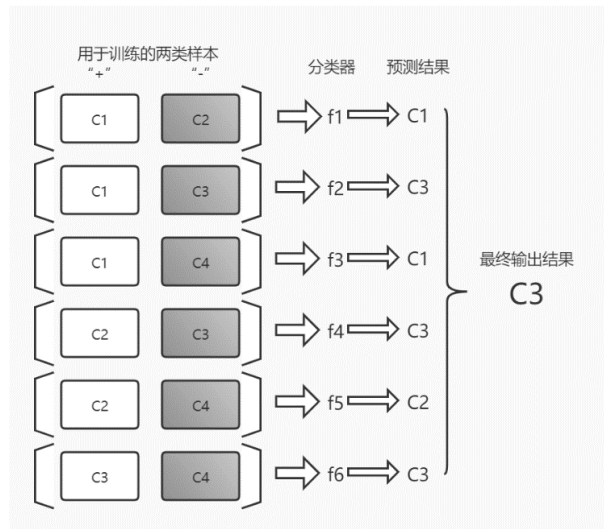 用于训练的两类样本
“+” “-”
分类器 预测结果
C1 C2 f1 C1
C1 C3 f2 C3
C1 C4 f3 C1
最终输出结果
C3
C2 C3 f4 C3
C2 C4 f5 C2
C3 C4 f6 C3